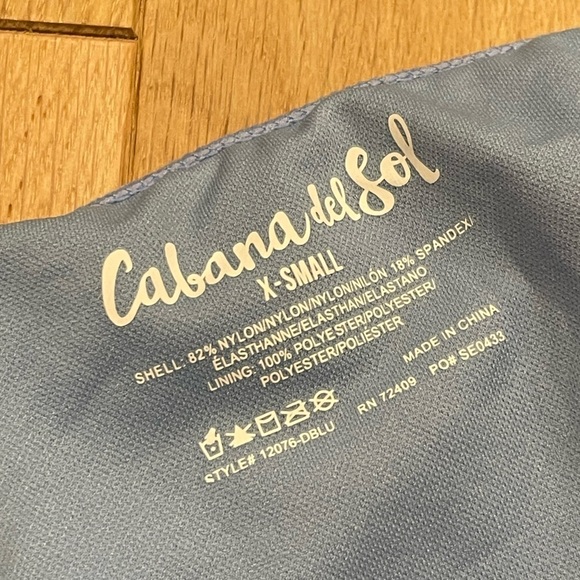 Cabana del Sol
X-SMALL
SHELL: 82% NYLON/NYLON/NYLON/NILÓN 18% SPANDEX/
ÉLASTHANNE/ELASTHAN/ELASTANO
LINING: 100% POLYESTER/POLYESTER/
POLYESTER/POLIÉSTER
MADE IN CHINA
RN 72409 PO# SE0433
STYLE# 12076-DBLU